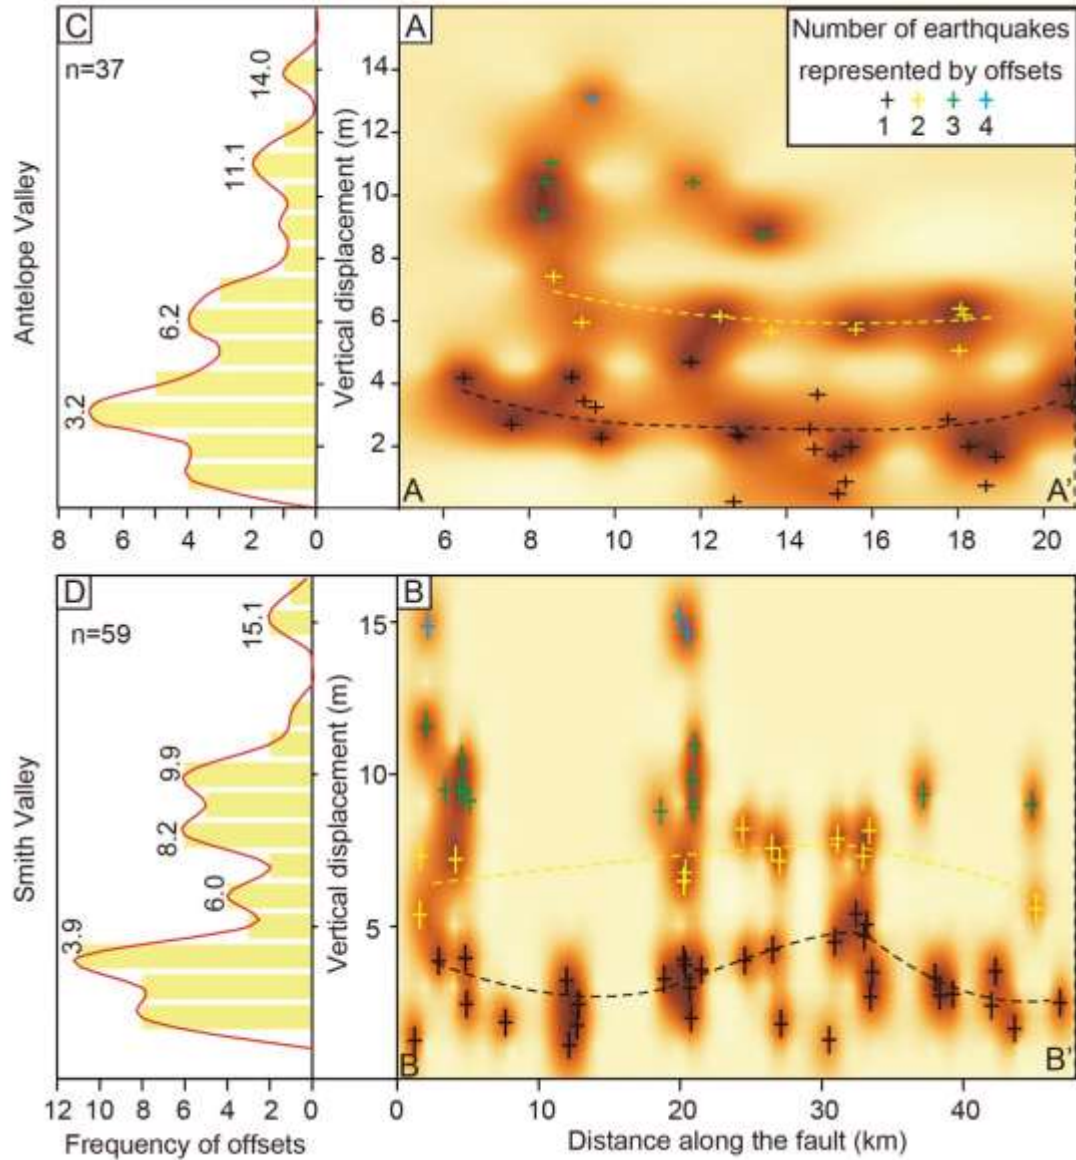 C
n=37
14.0
11.1
6.2
3.2
Antelope Valley
8 6 4 2 0
Vertical displacement (m)
14
12
10
8
6
4
2
A
Number of earthquakes
represented by offsets
1 2 3 4
A A'
6 8 10 12 14 16 18 20
D
n=59
15.1
9.9
8.2
6.0
3.9
Smith Valley
12 10 8 6 4 2 0
Frequency of offsets
Vertical displacement (m)
15
10
5
B
B B'
0 10 20 30 40
Distance along the fault (km)